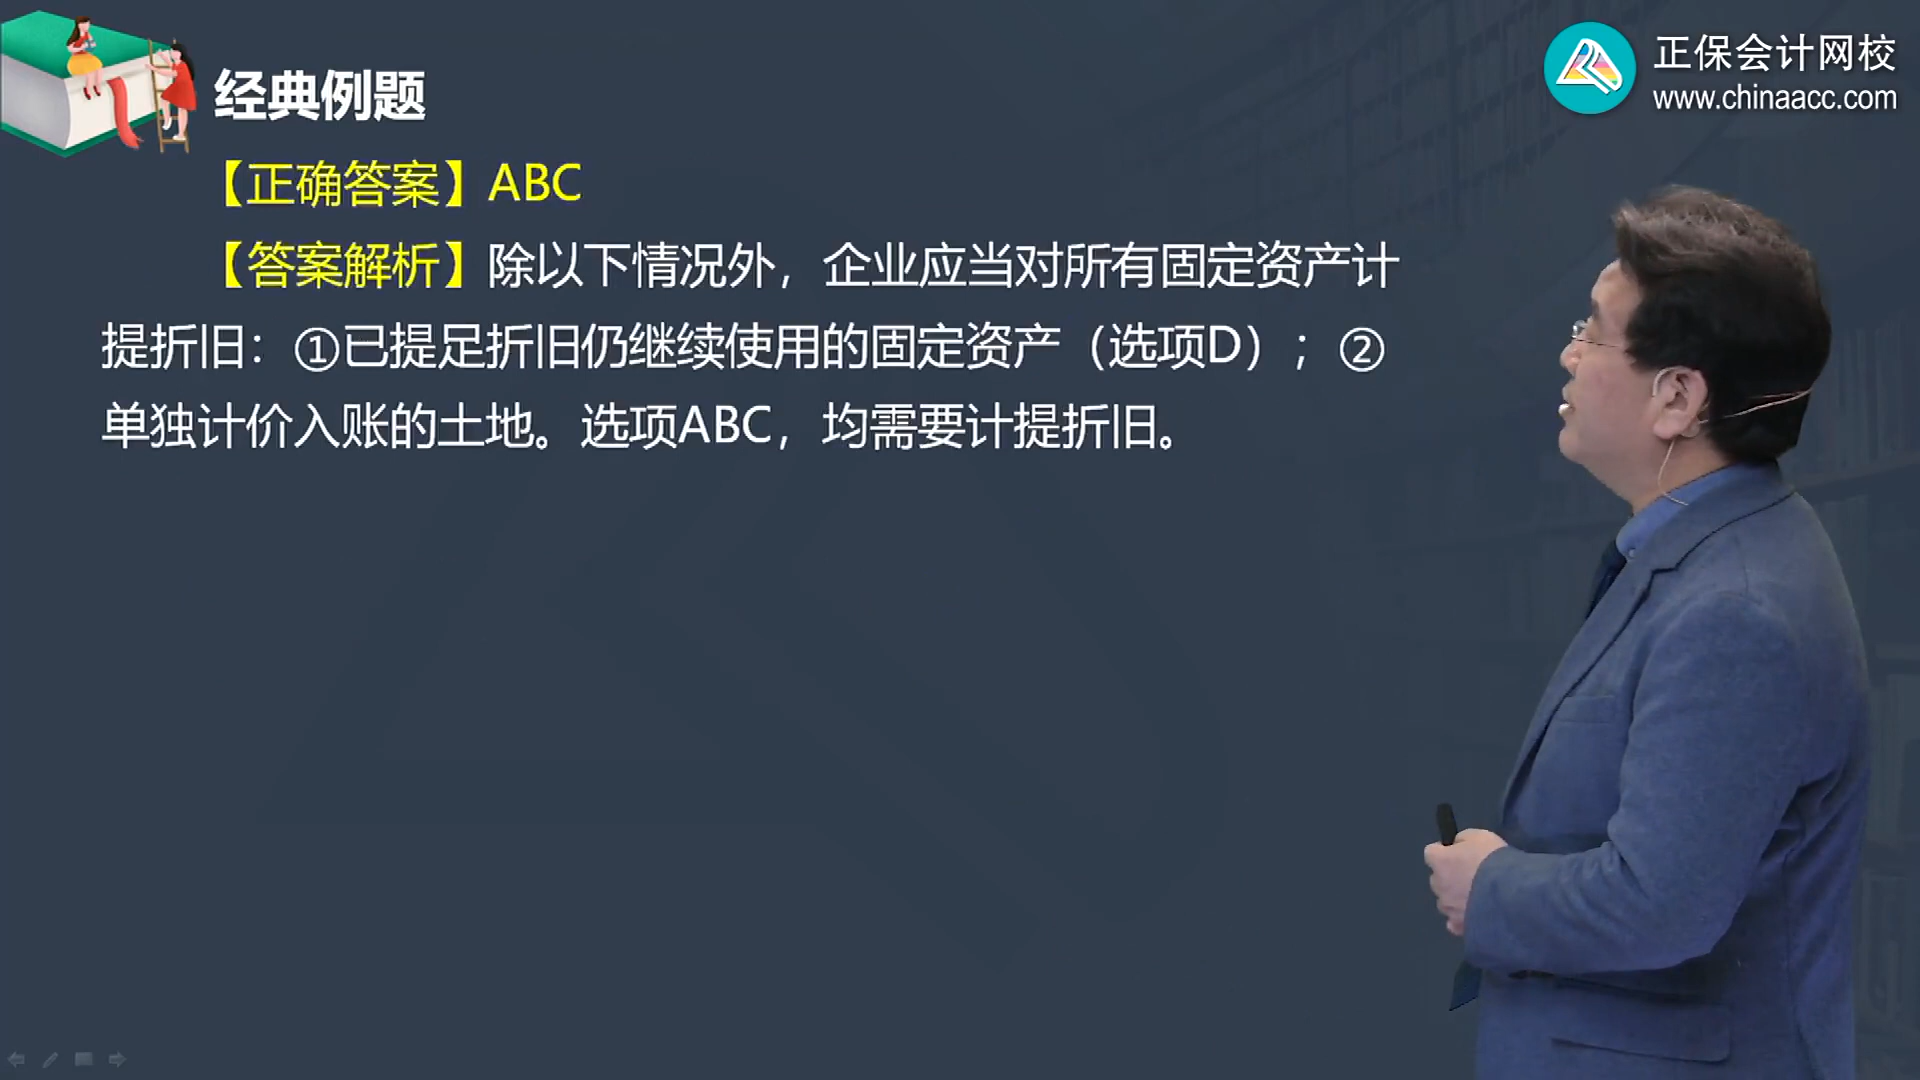 经典例题
正保会计网校
www.chinaacc.com
【正确答案】ABC
【答案解析】除以下情况外，企业应当对所有固定资产计
提折旧：①已提足折旧仍继续使用的固定资产（选项D）；②
单独计价入账的土地。选项ABC，均需要计提折旧。